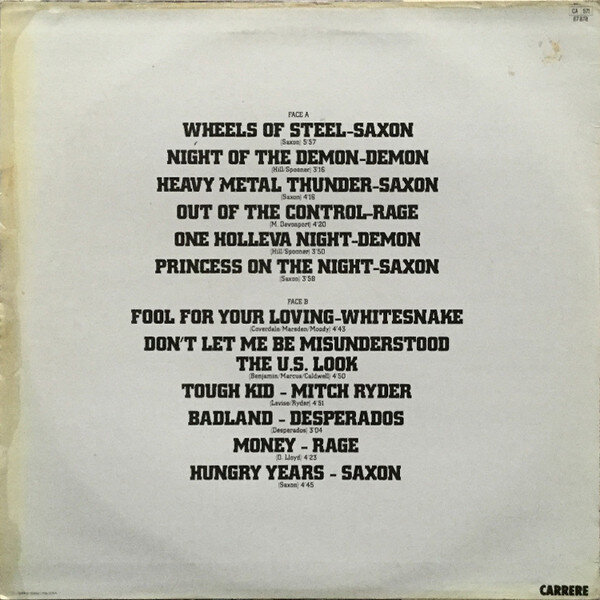 CA 571
67.878
FACE A
WHEELS OF STEEL-SAXON
(Saxon) 5'57
NIGHT OF THE DEMON-DEMON
(Hill/Spooner) 3'16
HEAVY METAL THUNDER-SAXON
(Saxon) 4'18
OUT OF THE CONTROL-RAGE
(M. Devonport) 4'20
ONE HOLLEVA NIGHT-DEMON
(Hill/Spooner) 3'50
PRINCESS ON THE NIGHT-SAXON
(Saxon) 3'58
FACE B
FOOL FOR YOUR LOVING-WHITESNAKE
(Coverdale/Marsden/Moody) 4'43
DON'T LET ME BE MISUNDERSTOOD
THE U.S. LOOK
(Benjamin/Marcus/Caldwell) 4'50
TOUGH KID - MITCH RYDER
(Levise/Ryder) 4'51
BADLAND - DESPERADOS
(Desperados) 3'04
MONEY - RAGE
(D. Lloyd) 4'23
HUNGRY YEARS - SAXON
(Saxon) 4'45
CARRERE